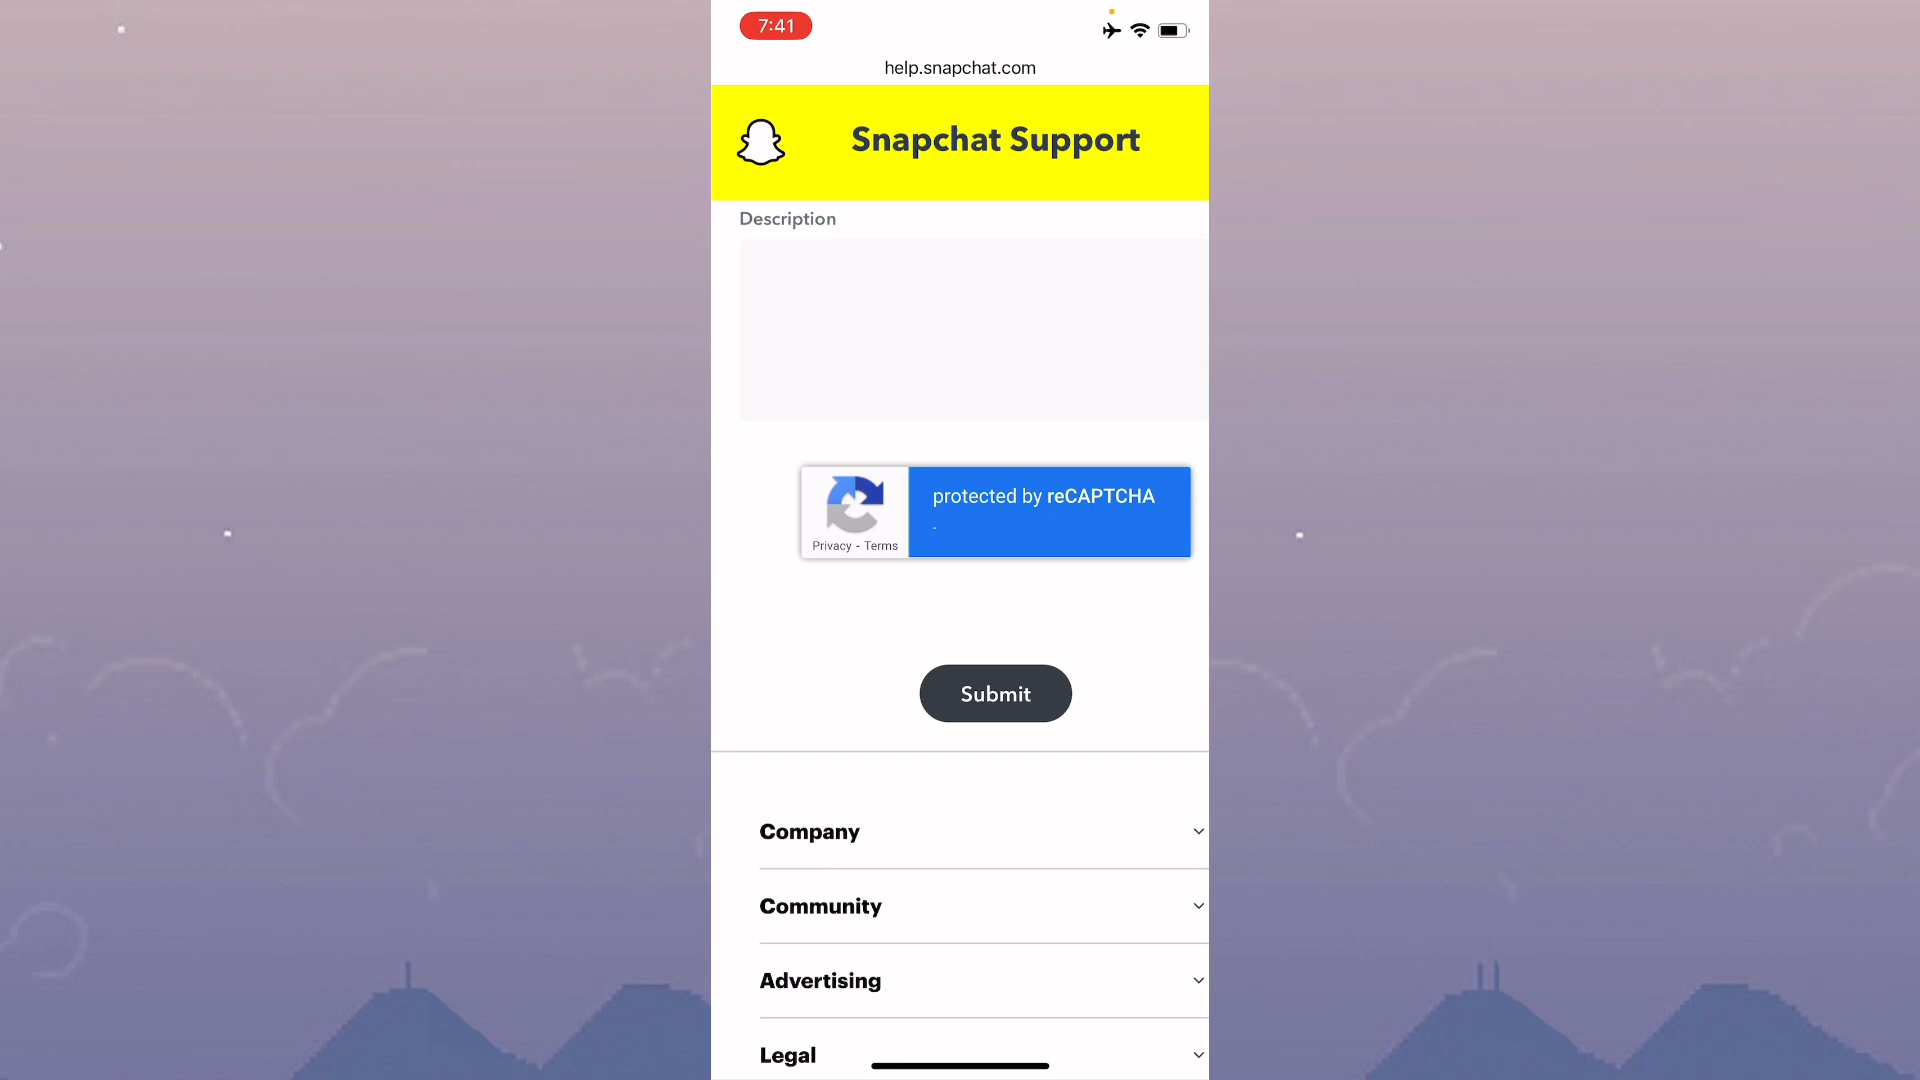 7:41
help.snapchat.com
Snapchat Support
Description
protected by reCAPTCHA
Privacy - Terms
Submit
Company
Community
Advertising
Legal